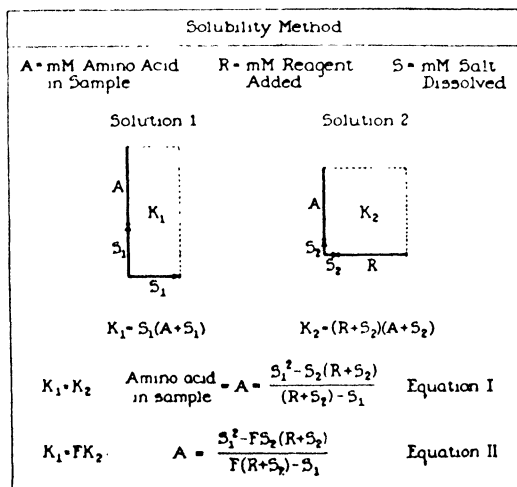 Solubility Method
A = mM Amino Acid in Sample
R = mM Reagent Added
S = mM Salt Dissolved
Solution 1
Solution 2
A
K₁
S₁
S₁
A
K₂
S₂
S₂
R
K₁ = S₁(A+S₁)
K₂ = (R+S₂)(A+S₂)
K₁ = K₂ Amino acid in sample = A = \frac{S₁² - S₂(R+S₂)}{(R+S₂) - S₁} Equation I
K₁ = FK₂ A = \frac{S₁² - FS₂(R+S₂)}{F(R+S₂) - S₁} Equation II